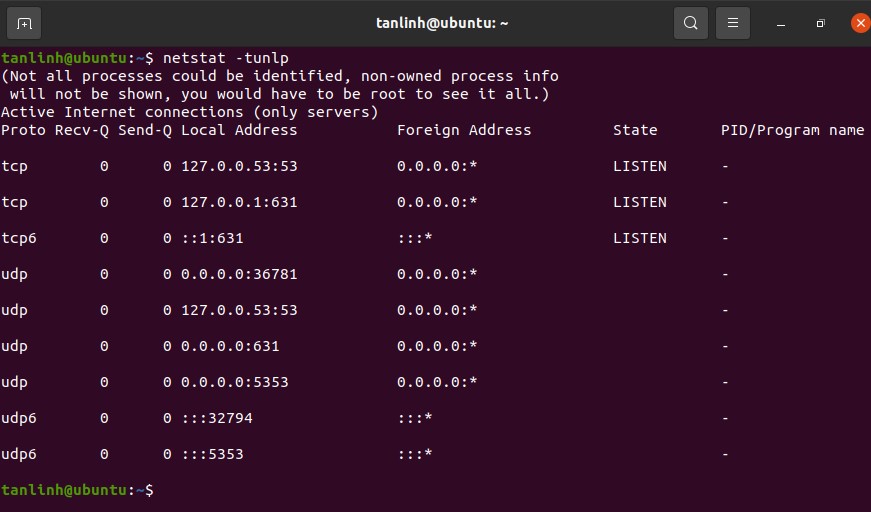 tanlinh@ubuntu: ~
tanlinh@ubuntu:~$ netstat -tunlp
(Not all processes could be identified, non-owned process info
 will not be shown, you would have to be root to see it all.)
Active Internet connections (only servers)
Proto Recv-Q Send-Q Local Address           Foreign Address         State       PID/Program name
tcp        0      0 127.0.0.53:53           0.0.0.0:*               LISTEN      -
tcp        0      0 127.0.0.1:631           0.0.0.0:*               LISTEN      -
tcp6       0      0 ::1:631                 :::*                    LISTEN      -
udp        0      0 0.0.0.0:36781           0.0.0.0:*                           -
udp        0      0 127.0.0.53:53           0.0.0.0:*                           -
udp        0      0 0.0.0.0:631             0.0.0.0:*                           -
udp        0      0 0.0.0.0:5353            0.0.0.0:*                           -
udp6       0      0 :::32794                :::*                                -
udp6       0      0 :::5353                 :::*                                -
tanlinh@ubuntu:~$